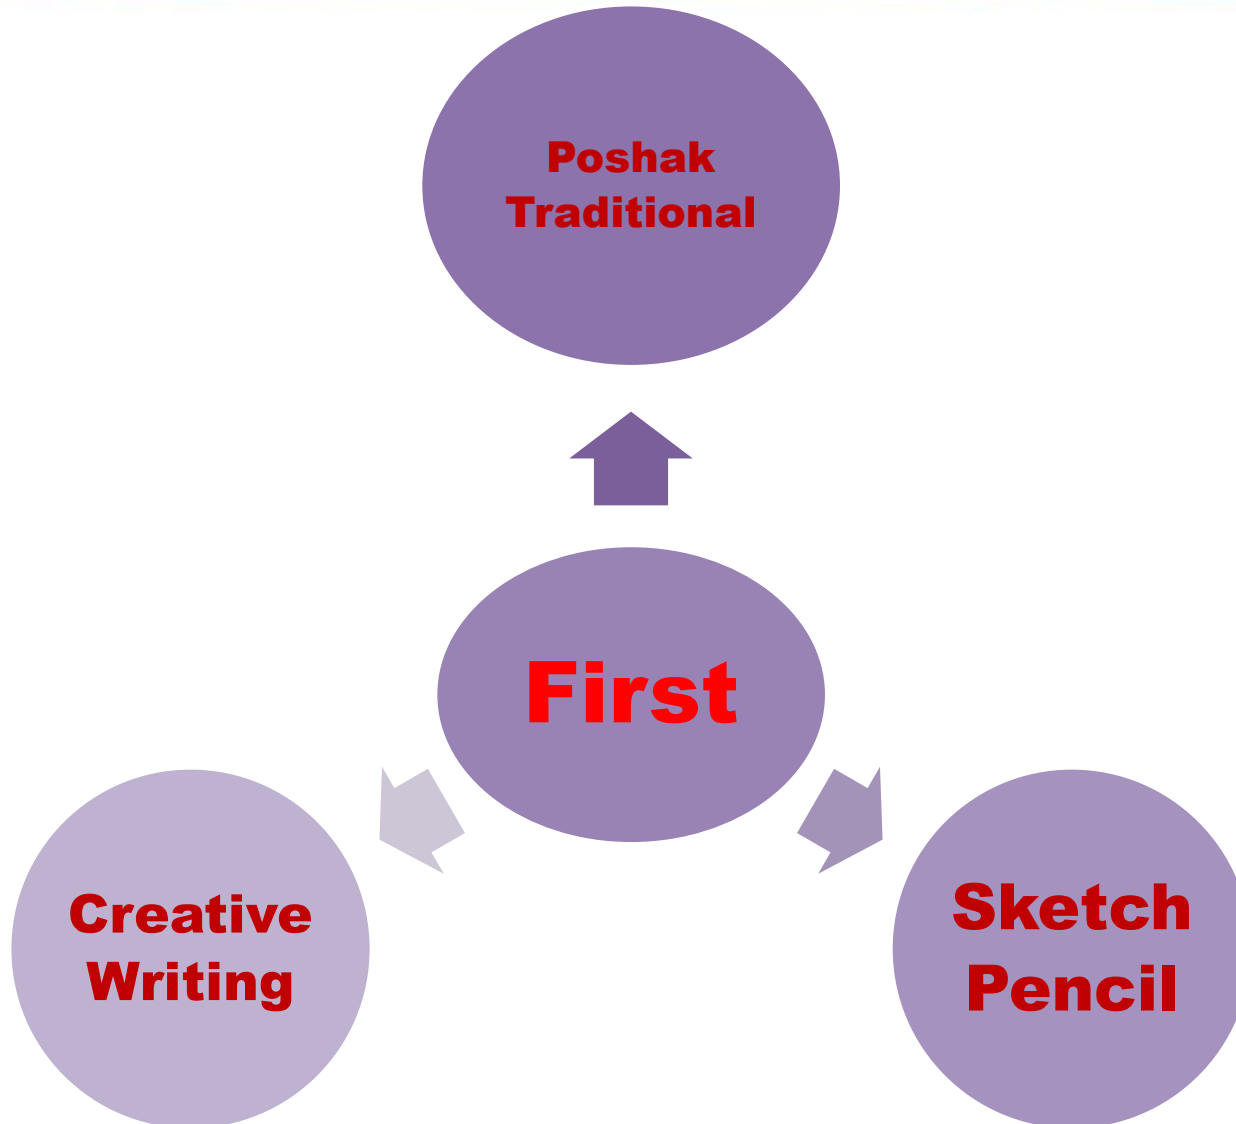 Poshak
Traditional
First
Creative
Writing
Sketch
Pencil